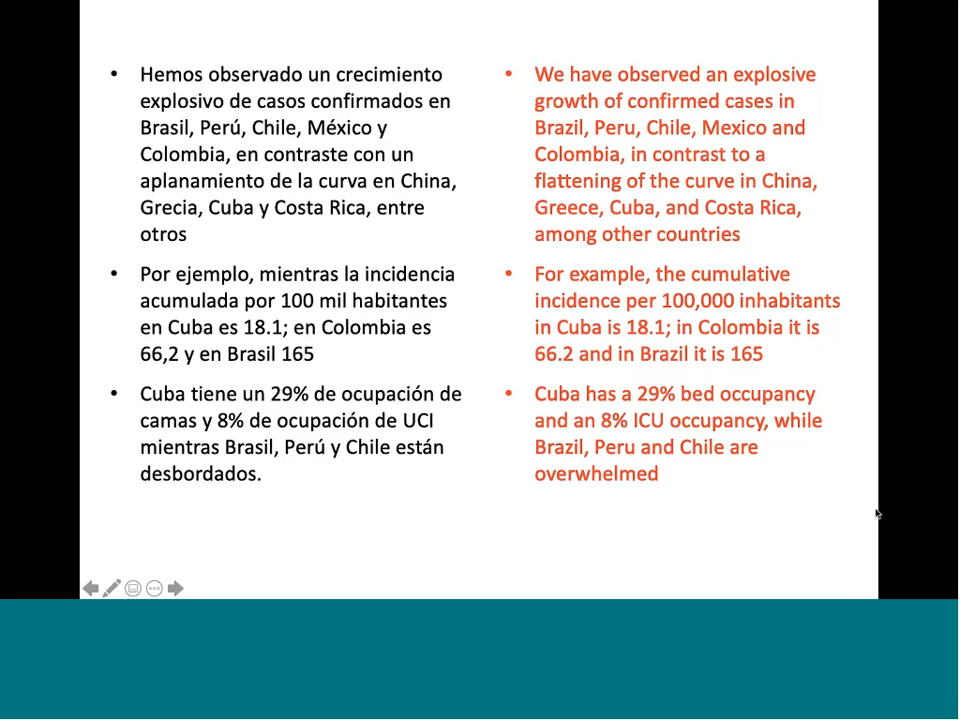 • Hemos observado un crecimiento
explosivo de casos confirmados en
Brasil, Perú, Chile, México y
Colombia, en contraste con un
aplanamiento de la curva en China,
Grecia, Cuba y Costa Rica, entre
otros
• Por ejemplo, mientras la incidencia
acumulada por 100 mil habitantes
en Cuba es 18.1; en Colombia es
66,2 y en Brasil 165
• Cuba tiene un 29% de ocupación de
camas y 8% de ocupación de UCI
mientras Brasil, Perú y Chile están
desbordados.
• We have observed an explosive
growth of confirmed cases in
Brazil, Peru, Chile, Mexico and
Colombia, in contrast to a
flattening of the curve in China,
Greece, Cuba, and Costa Rica,
among other countries
• For example, the cumulative
incidence per 100,000 inhabitants
in Cuba is 18.1; in Colombia it is
66.2 and in Brazil it is 165
• Cuba has a 29% bed occupancy
and an 8% ICU occupancy, while
Brazil, Peru and Chile are
overwhelmed